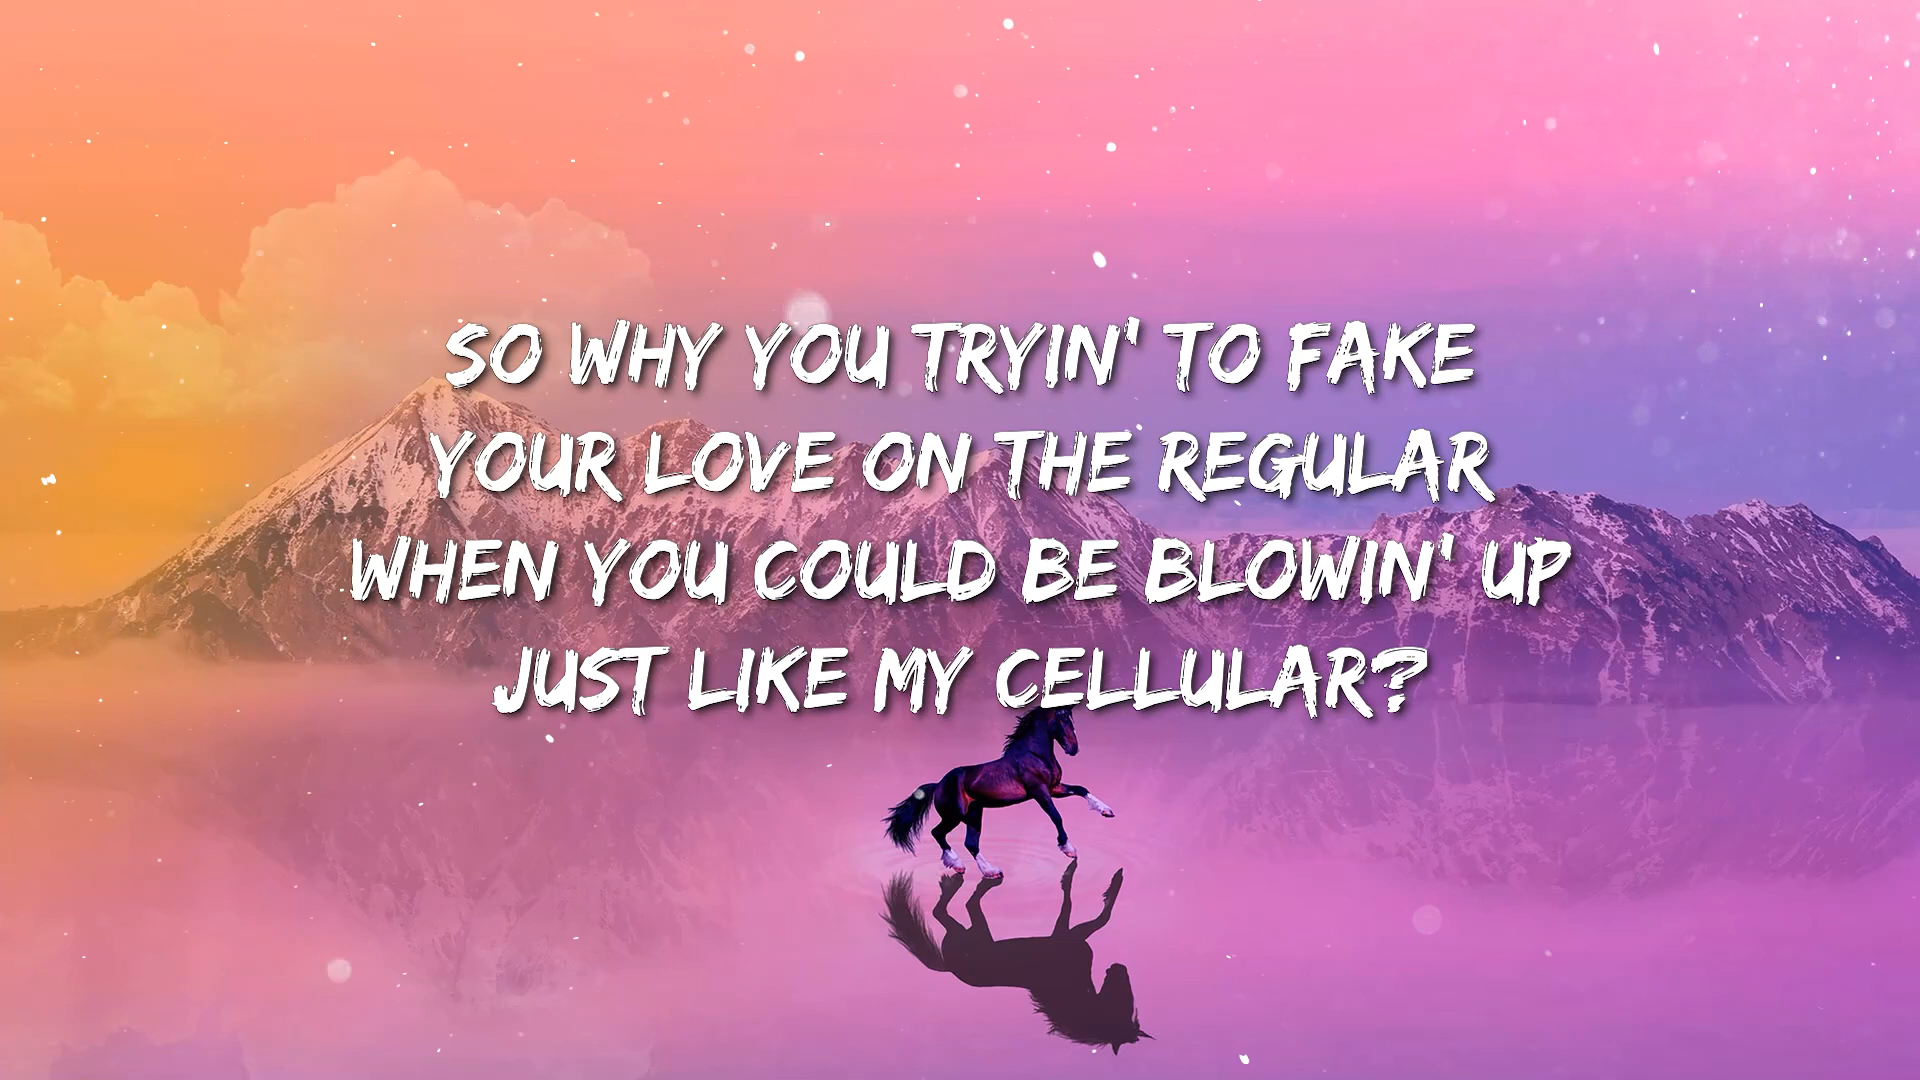 SO WHY YOU TRYIN' TO FAKE
YOUR LOVE ON THE REGULAR
WHEN YOU COULD BE BLOWIN' UP
JUST LIKE MY CELLULAR?